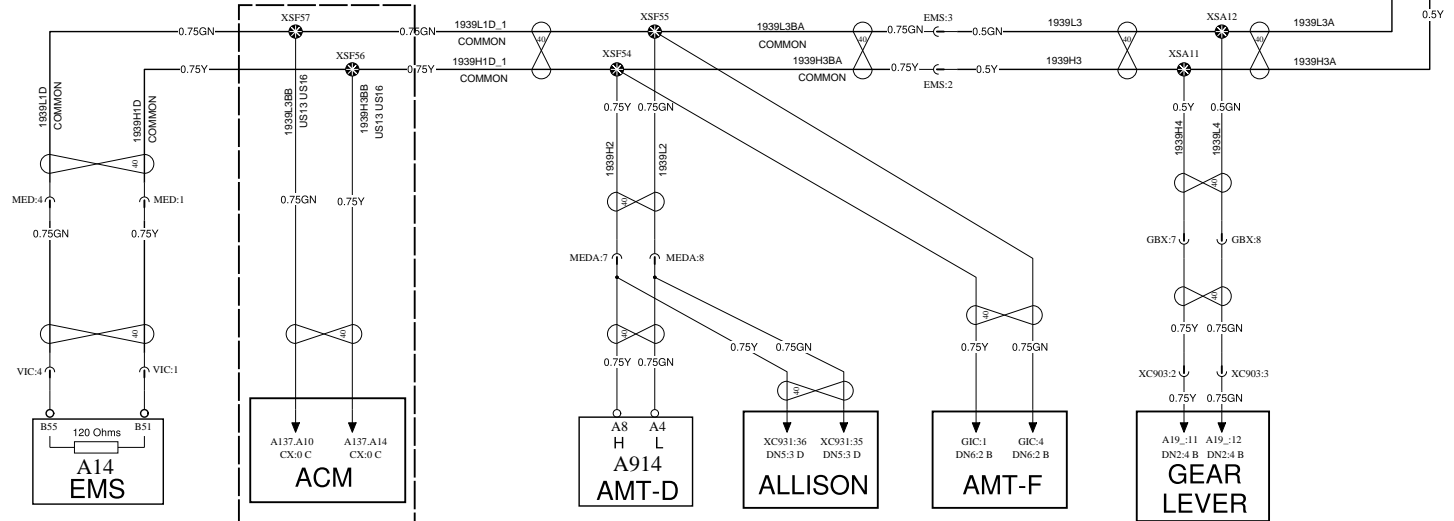 XSF57
XSF55
EMS:3
XSA12
0.5Y
0.75GN
0.75GN
1939L1D_1
COMMON
40
1939L3BA
COMMON
40
0.75GN
0.5GN
1939L3
40
1939L3A
40
XSF56
XSF54
XSA11
0.75Y
0.75Y
1939H1D_1
COMMON
1939H3BA
COMMON
0.75Y
EMS:2
0.5Y
1939H3
1939H3A
1939L1D
COMMON
1939H1D
COMMON
1939L3BB
US13 US16
1939H3BB
US13 US16
0.75Y
0.75GN
0.5Y
0.5GN
1939H2
1939L2
1939H4
1939L4
40
40
40
MED:4
MED:1
0.75GN
0.75Y
0.75GN
0.75Y
GBX:7
GBX:8
MEDA:7
MEDA:8
40
40
40
40
40
0.75Y
0.75GN
0.75Y
0.75GN
0.75Y
0.75GN
0.75Y
0.75GN
VIC:4
VIC:1
XC903:2
XC903:3
40
0.75Y
0.75GN
B55
B51
120 Ohms
A14
EMS
A137.A10
CX:0 C
A137.A14
CX:0 C
ACM
A8
A4
H
L
A914
AMT-D
XC931:36
DN5:3 D
XC931:35
DN5:3 D
ALLISON
GIC:1
DN6:2 B
GIC:4
DN6:2 B
AMT-F
A19_:11
DN2:4 B
A19_:12
DN2:4 B
GEAR
LEVER